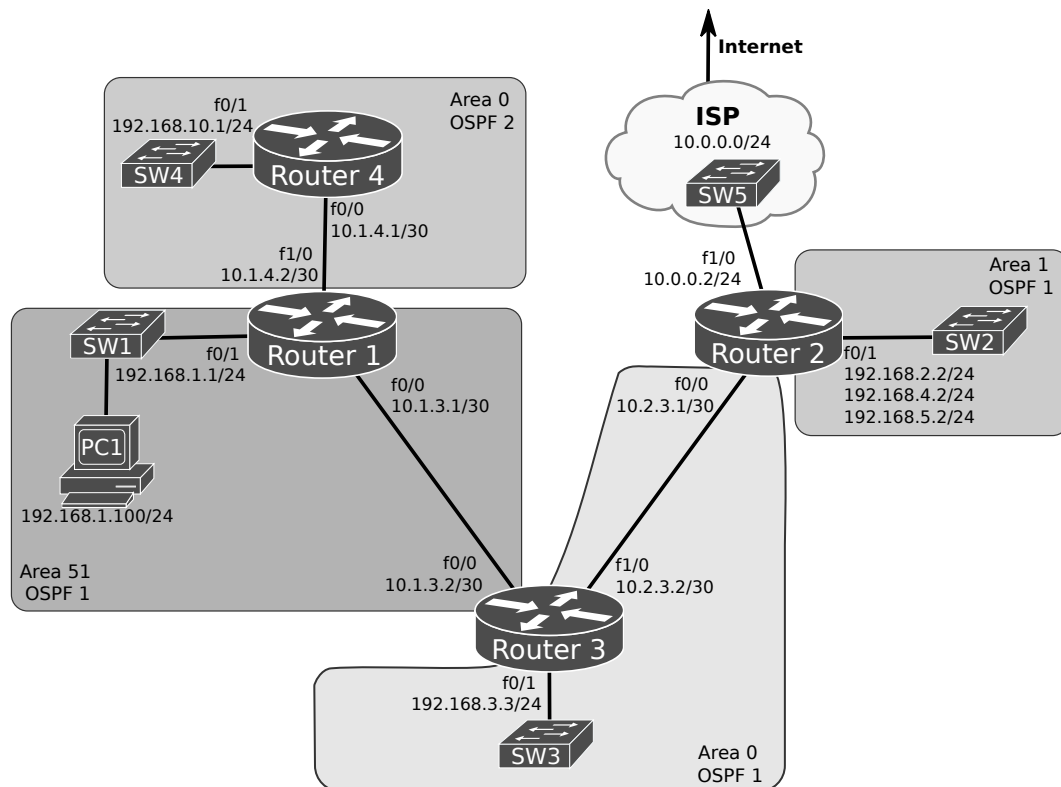 Internet
Area 0
OSPF 2
f0/1
192.168.10.1/24
SW4
Router 4
f0/0
10.1.4.1/30
f1/0
10.1.4.2/30
ISP
10.0.0.0/24
SW5
f1/0
10.0.0.2/24
Area 1
OSPF 1
SW1
Router 1
f0/1
192.168.1.1/24
f0/0
10.1.3.1/30
PC1
192.168.1.100/24
Router 2
SW2
f0/1
192.168.2.2/24
192.168.4.2/24
192.168.5.2/24
f0/0
10.2.3.1/30
Area 51
OSPF 1
f0/0
10.1.3.2/30
f1/0
10.2.3.2/30
Router 3
f0/1
192.168.3.3/24
SW3
Area 0
OSPF 1